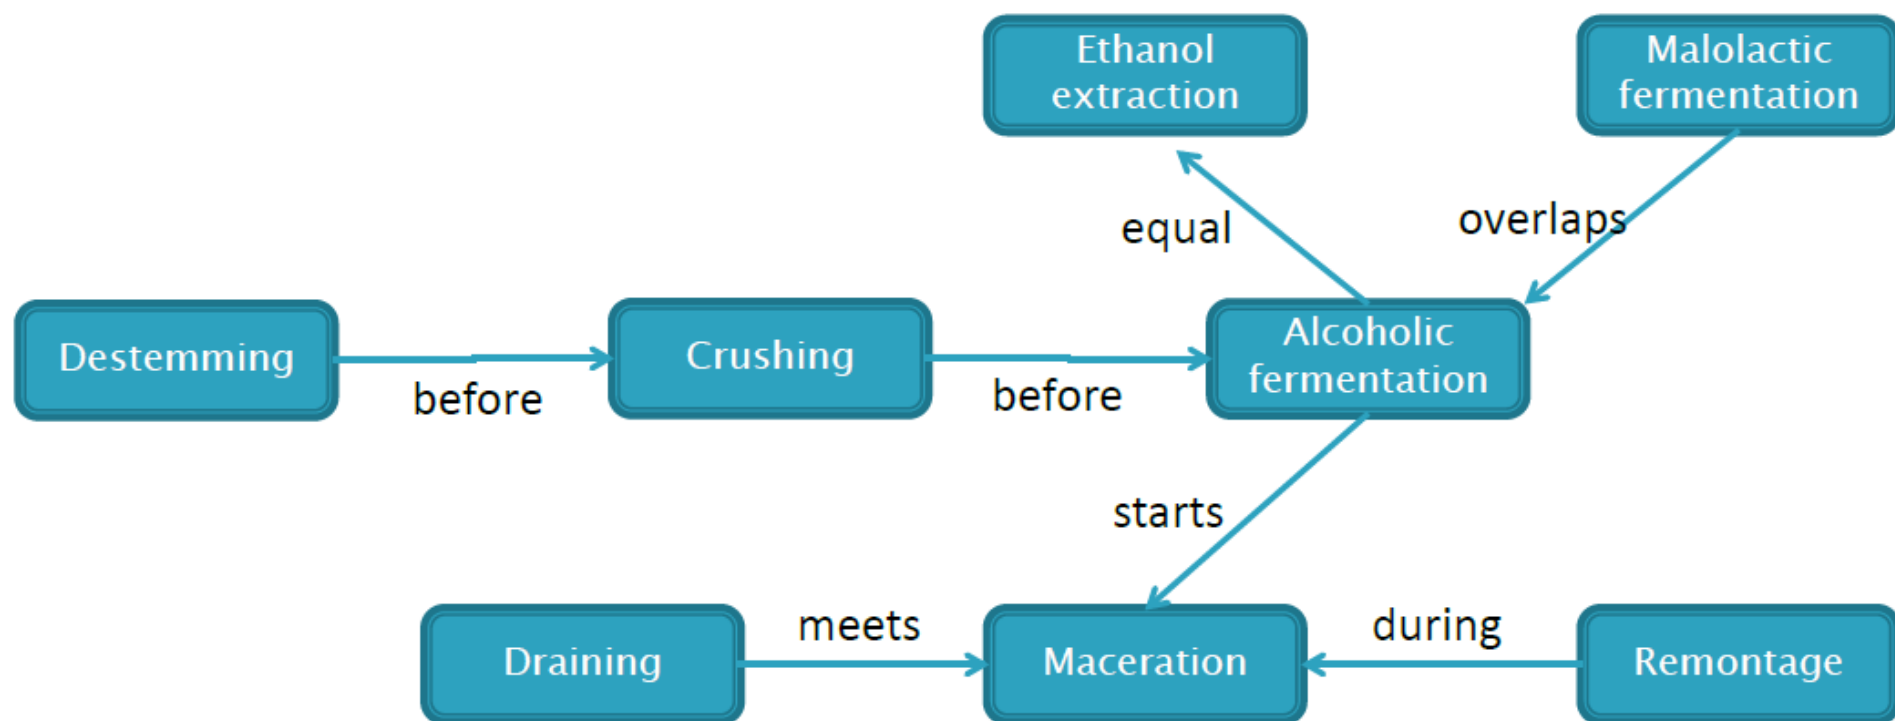 Ethanol
extraction
Malolactic
fermentation
equal
overlaps
Destemming
before
Crushing
before
Alcoholic
fermentation
starts
Draining
meets
Maceration
during
Remontage